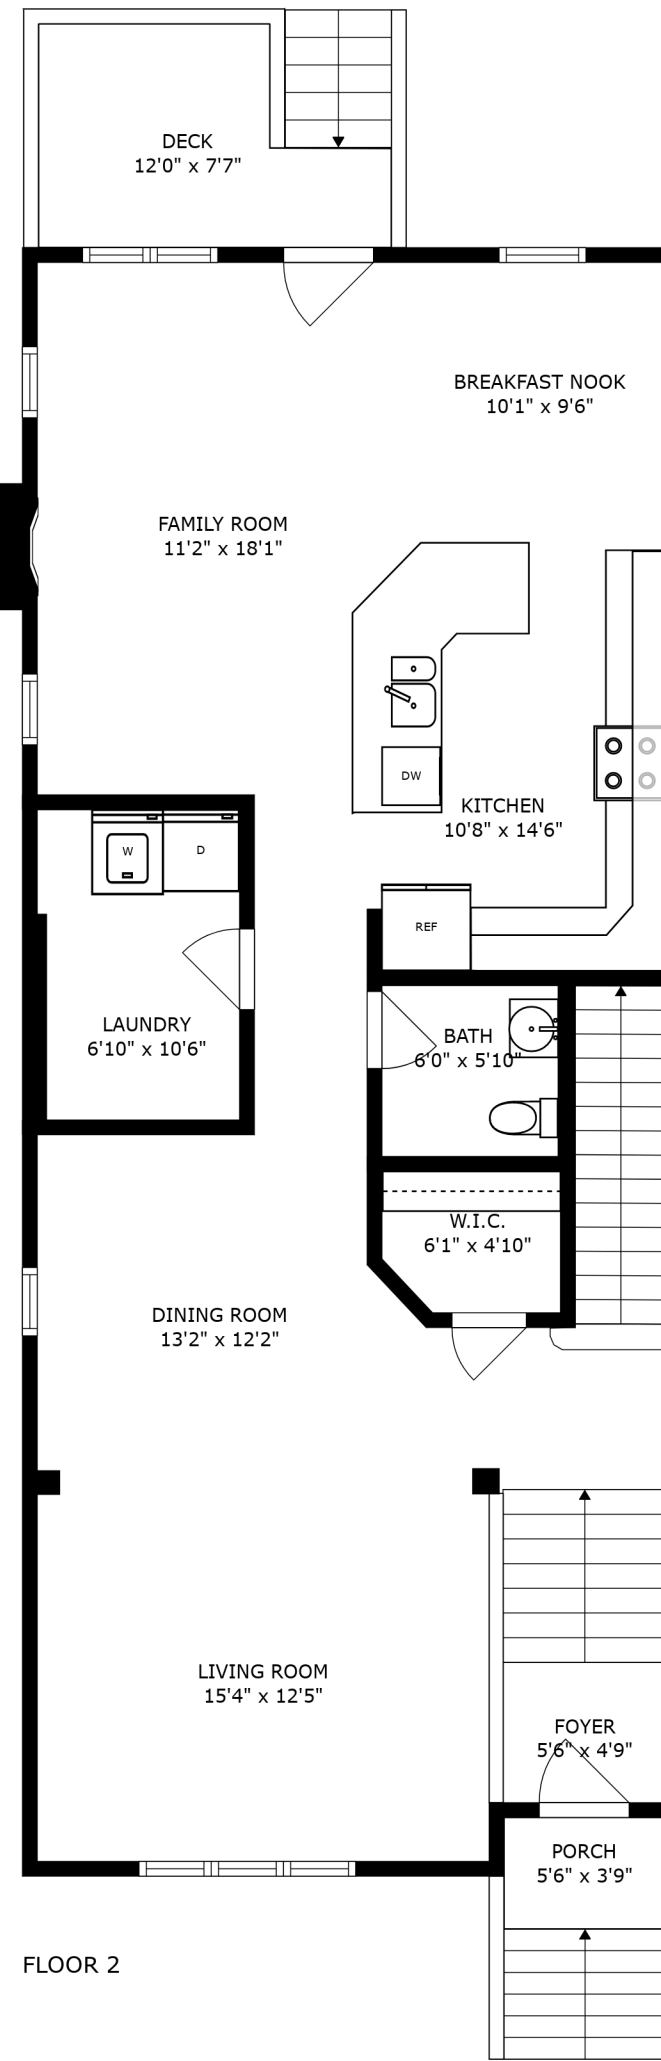 DECK
12'0" x 7'7"
BREAKFAST NOOK
10'1" x 9'6"
FAMILY ROOM
11'2" x 18'1"
DW
KITCHEN
10'8" x 14'6"
W
D
REF
LAUNDRY
6'10" x 10'6"
BATH
6'0" x 5'10"
W.I.C.
6'1" x 4'10"
DINING ROOM
13'2" x 12'2"
LIVING ROOM
15'4" x 12'5"
FOYER
5'6" x 4'9"
PORCH
5'6" x 3'9"
FLOOR 2